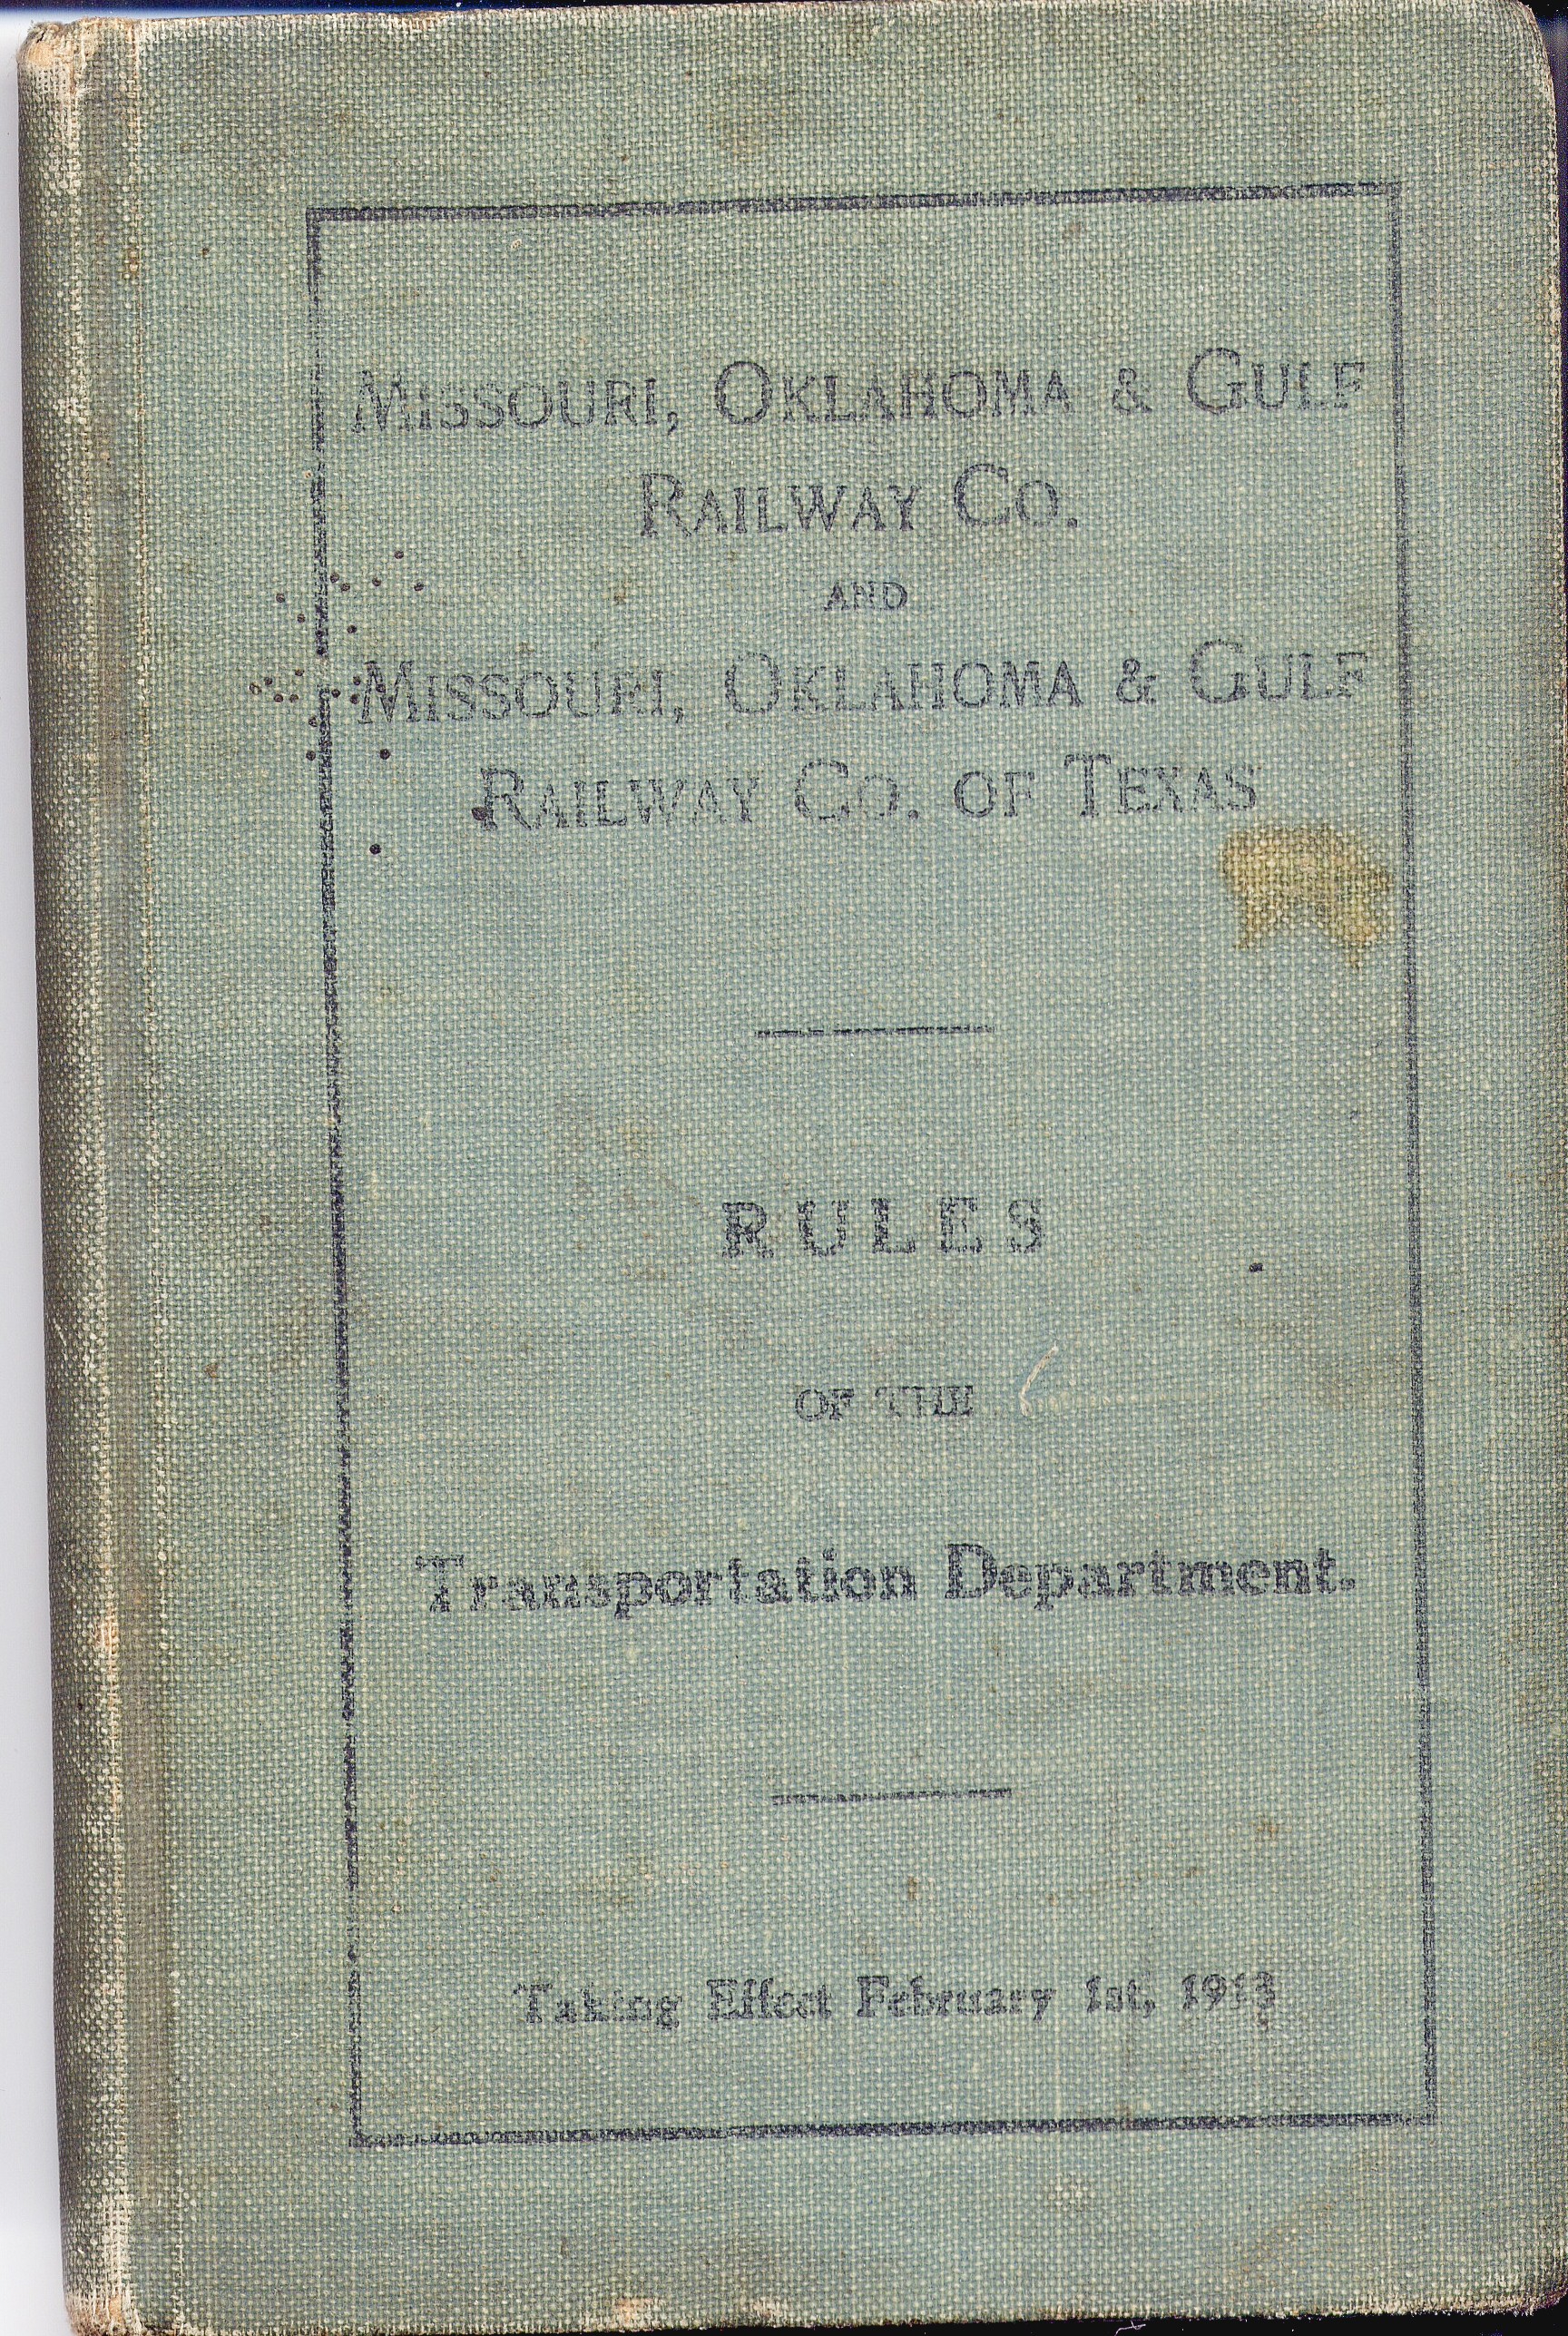 MISSOURI, OKLAHOMA & GULF
RAILWAY CO.
AND
MISSOURI, OKLAHOMA & GULF
RAILWAY CO. OF TEXAS
RULES
OF THE
Transportation Department.
Taking Effect February 1st, 1913